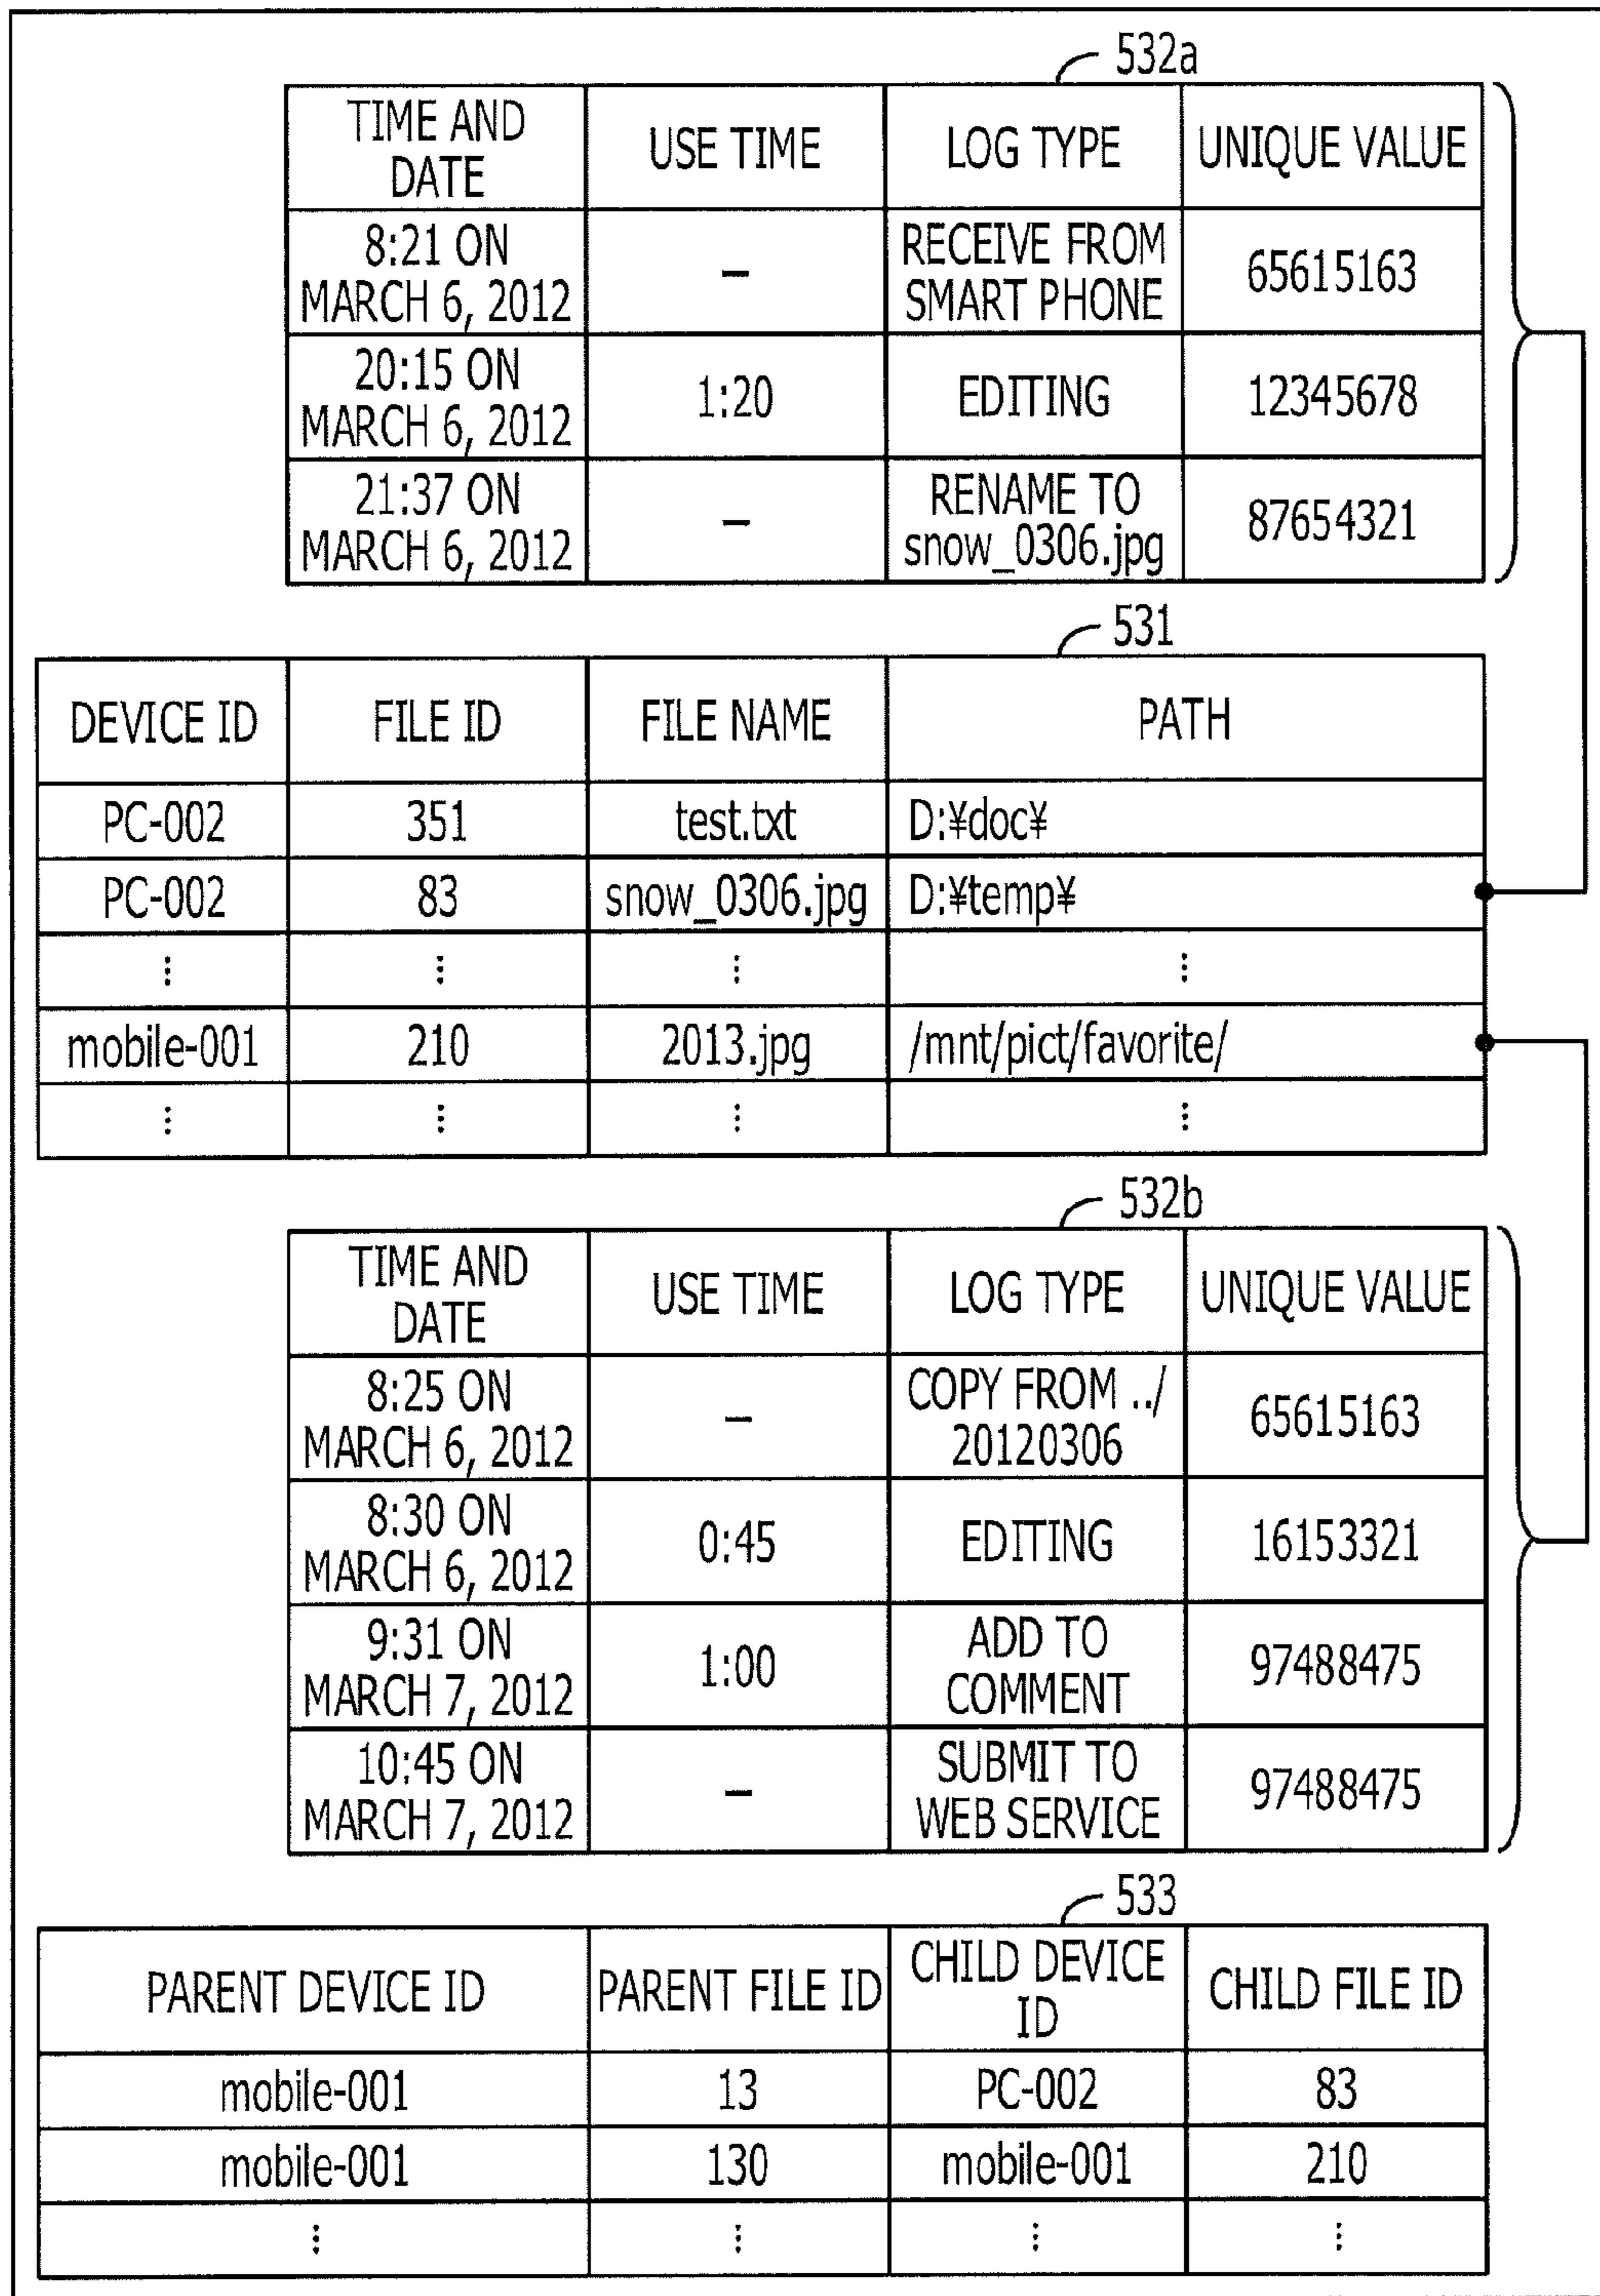 532a
TIME AND DATE | USE TIME | LOG TYPE | UNIQUE VALUE
8:21 ON MARCH 6, 2012 | – | RECEIVE FROM SMART PHONE | 65615163
20:15 ON MARCH 6, 2012 | 1:20 | EDITING | 12345678
21:37 ON MARCH 6, 2012 | – | RENAME TO snow_0306.jpg | 87654321
531
DEVICE ID | FILE ID | FILE NAME | PATH
PC-002 | 351 | test.txt | D:¥doc¥
PC-002 | 83 | snow_0306.jpg | D:¥temp¥
⋮ | ⋮ | ⋮ | ⋮
mobile-001 | 210 | 2013.jpg | /mnt/pict/favorite/
⋮ | ⋮ | ⋮ | ⋮
532b
TIME AND DATE | USE TIME | LOG TYPE | UNIQUE VALUE
8:25 ON MARCH 6, 2012 | – | COPY FROM ../ 20120306 | 65615163
8:30 ON MARCH 6, 2012 | 0:45 | EDITING | 16153321
9:31 ON MARCH 7, 2012 | 1:00 | ADD TO COMMENT | 97488475
10:45 ON MARCH 7, 2012 | – | SUBMIT TO WEB SERVICE | 97488475
533
PARENT DEVICE ID | PARENT FILE ID | CHILD DEVICE ID | CHILD FILE ID
mobile-001 | 13 | PC-002 | 83
mobile-001 | 130 | mobile-001 | 210
⋮ | ⋮ | ⋮ | ⋮